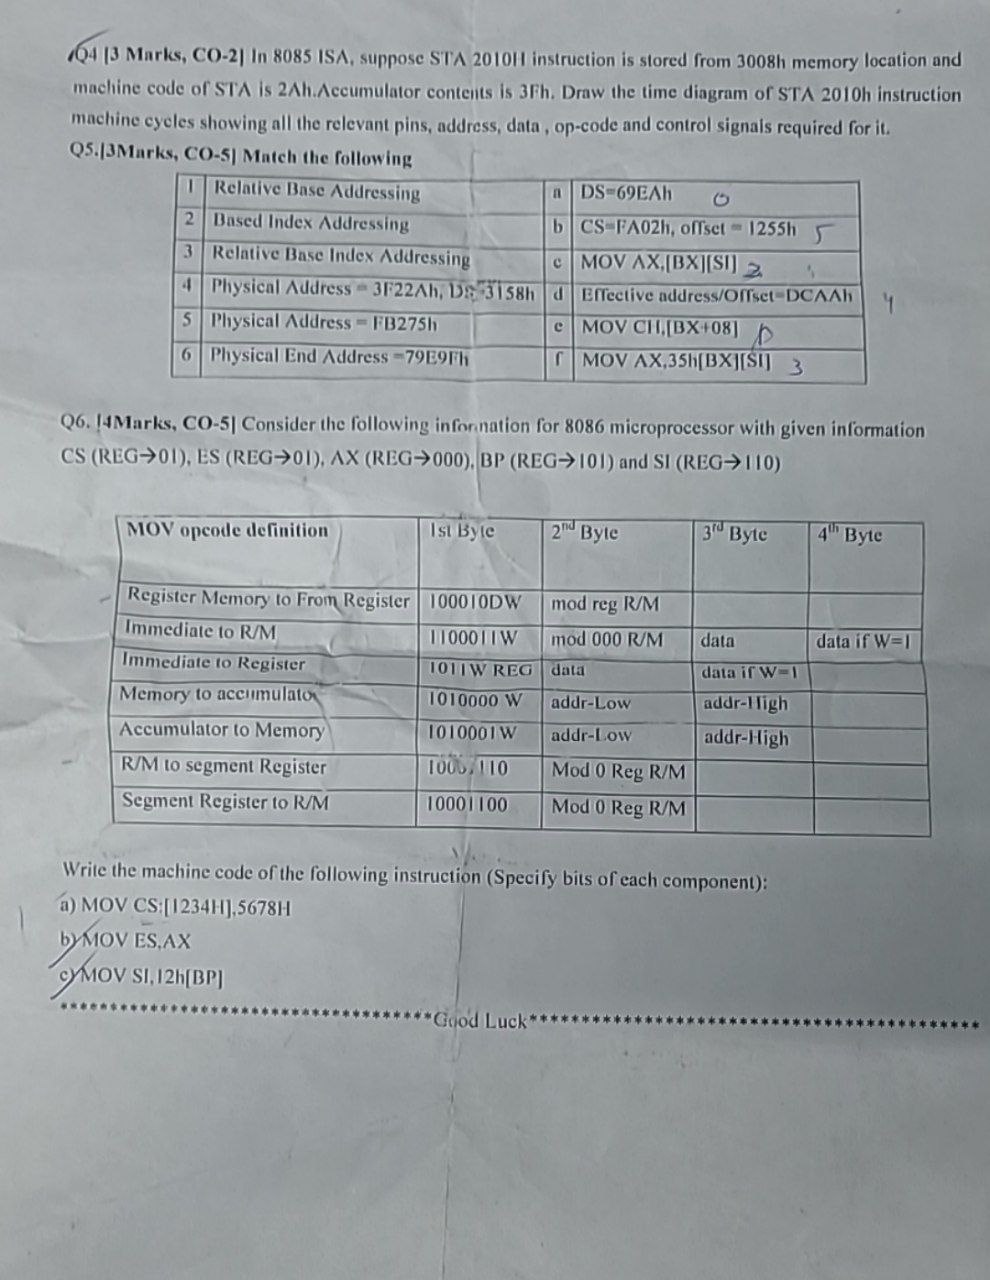 Q4 [3 Marks, CO-2] In 8085 ISA, suppose STA 2010H instruction is stored from 3008h memory location and
machine code of STA is 2Ah.Accumulator contents is 3Fh. Draw the time diagram of STA 2010h instruction
machine cycles showing all the relevant pins, address, data , op-code and control signals required for it.
Q5.[3Marks, CO-5] Match the following
1 Relative Base Addressing a DS=69EAh 6
2 Based Index Addressing b CS=FA02h, offset = 1255h 5
3 Relative Base Index Addressing c MOV AX,[BX][SI] 2
4 Physical Address = 3F22Ah, DS=3158h d Effective address/Offset=DCAAh 4
5 Physical Address = FB275h e MOV CH,[BX+08]
6 Physical End Address =79E9Fh f MOV AX,35h[BX][SI] 3
Q6. [4Marks, CO-5] Consider the following information for 8086 microprocessor with given information
CS (REG→01), ES (REG→01), AX (REG→000), BP (REG→101) and SI (REG→110)
MOV opcode definition 1st Byte 2nd Byte 3rd Byte 4th Byte
Register Memory to From Register 100010DW mod reg R/M
Immediate to R/M 1100011W mod 000 R/M data data if W=1
Immediate to Register 1011W REG data data if W=1
Memory to accumulator 1010000 W addr-Low addr-High
Accumulator to Memory 1010001W addr-Low addr-High
R/M to segment Register Mod 0 Reg R/M
Segment Register to R/M 10001100 Mod 0 Reg R/M
Write the machine code of the following instruction (Specify bits of each component):
a) MOV CS:[1234H],5678H
b) MOV ES,AX
c) MOV SI,12h[BP]
************************************Good Luck******************************************